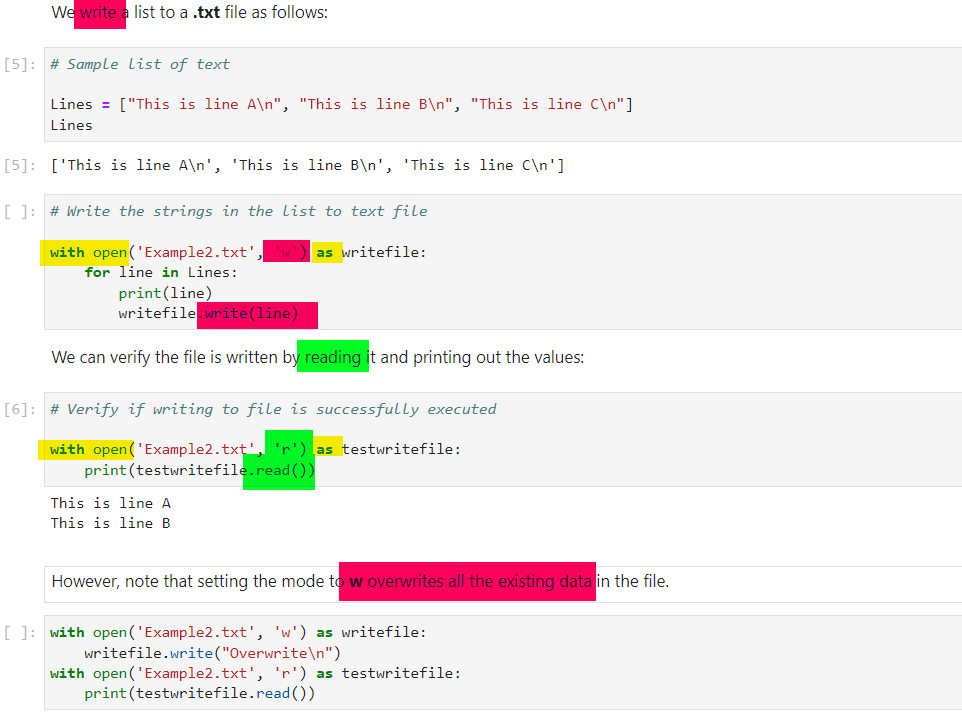 We write a list to a .txt file as follows:
[5]: # Sample list of text
Lines = ["This is line A\n", "This is line B\n", "This is line C\n"]
Lines
[5]: ['This is line A\n', 'This is line B\n', 'This is line C\n']
[ ]: # Write the strings in the list to text file
with open('Example2.txt', 'w') as writefile:
    for line in Lines:
        print(line)
        writefile.write(line)
We can verify the file is written by reading it and printing out the values:
[6]: # Verify if writing to file is successfully executed
with open('Example2.txt', 'r') as testwritefile:
    print(testwritefile.read())
This is line A
This is line B
However, note that setting the mode to w overwrites all the existing data in the file.
[ ]: with open('Example2.txt', 'w') as writefile:
    writefile.write("Overwrite\n")
with open('Example2.txt', 'r') as testwritefile:
    print(testwritefile.read())